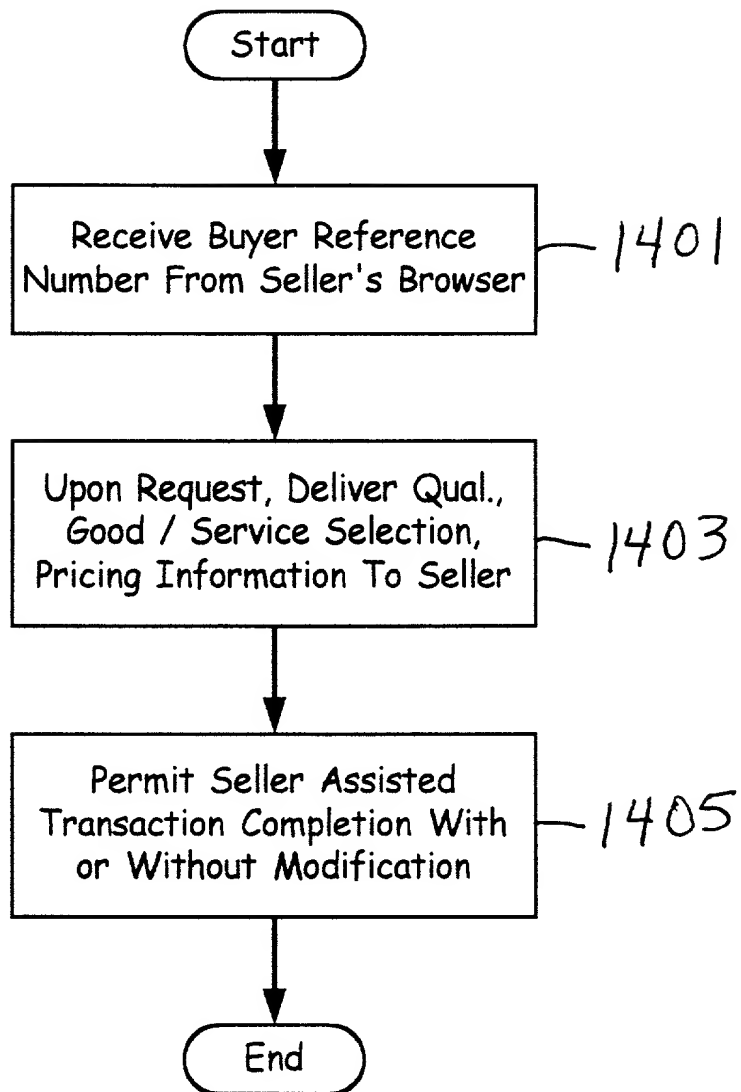 Start
Receive Buyer Reference
Number From Seller's Browser
1401
Upon Request, Deliver Qual.,
Good / Service Selection,
Pricing Information To Seller
1403
Permit Seller Assisted
Transaction Completion With
or Without Modification
1405
End